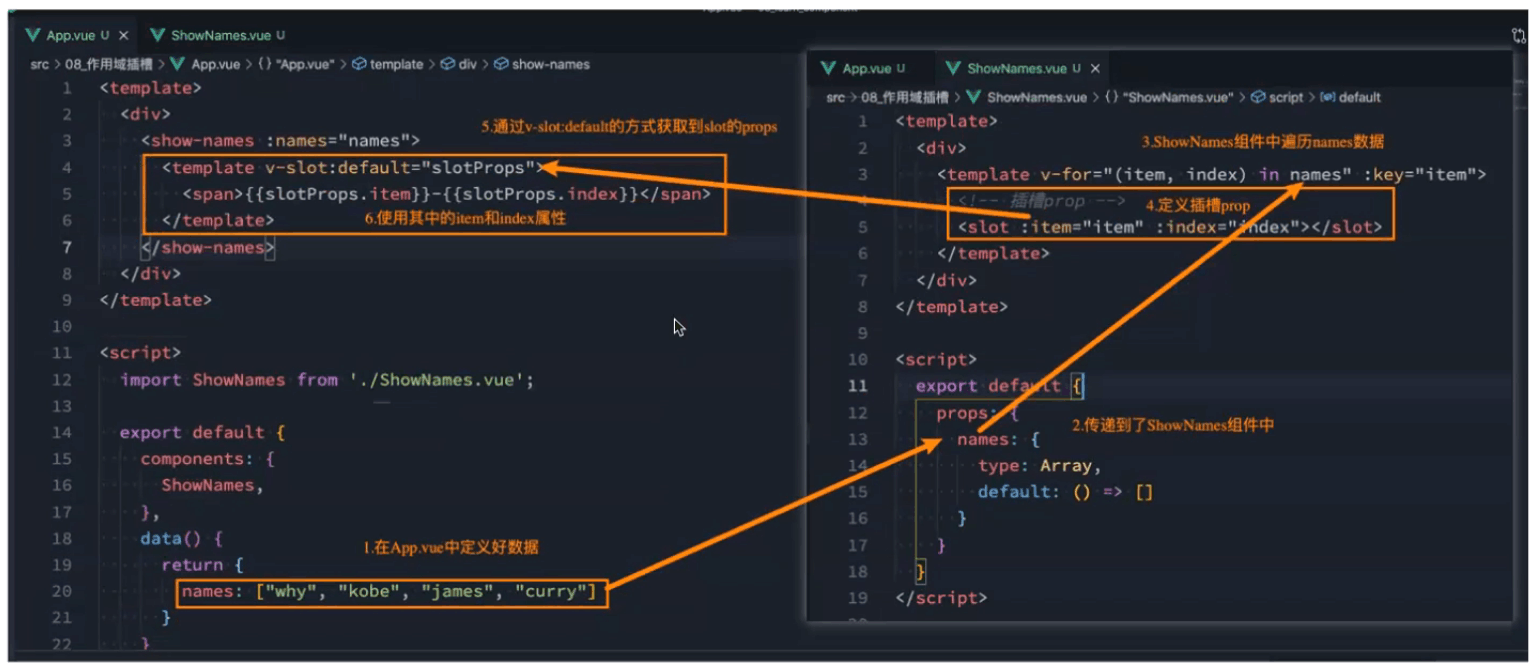 App.vue U ×
ShowNames.vue U
src > 08_作用域插槽 > App.vue > {} "App.vue" > template > div > show-names
1 <template>
2 <div>
5.通过v-slot:default的方式获取到slot的props
3 <show-names :names="names">
4 <template v-slot:default="slotProps">
5 <span>{{slotProps.item}}-{{slotProps.index}}</span>
6 </template>
6.使用其中的item和index属性
7 </show-names>
8 </div>
9 </template>
10
11 <script>
12 import ShowNames from './ShowNames.vue';
13
14 export default {
15 components: {
16 ShowNames,
17 },
18 data() {
1.在App.vue中定义好数据
19 return {
20 names: ["why", "kobe", "james", "curry"]
21 }
22 }
App.vue U
ShowNames.vue U ×
src > 08_作用域插槽 > ShowNames.vue > {} "ShowNames.vue" > script > default
1 <template>
2 <div>
3.ShowNames组件中遍历names数据
3 <template v-for="(item, index) in names" :key="item">
4 <!-- 插槽prop -->
4.定义插槽prop
5 <slot :item="item" :index="index"></slot>
6 </template>
7 </div>
8 </template>
9
10 <script>
11 export default {
12 props: {
2.传递到了ShowNames组件中
13 names: {
14 type: Array,
15 default: () => []
16 }
17 }
18 }
19 </script>